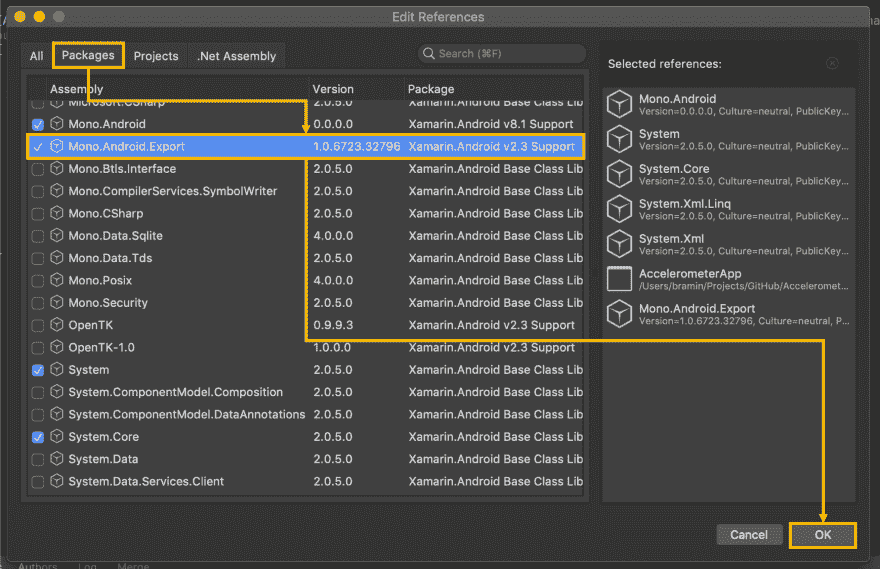 Edit References
All Packages Projects .Net Assembly
Search (⌘F)
Selected references:
Assembly Version Package
Microsoft.CSharp 2.0.5.0 Xamarin.Android Base Class Lib
Mono.Android 0.0.0.0 Xamarin.Android v8.1 Support
Mono.Android.Export 1.0.6723.32796 Xamarin.Android v2.3 Support
Mono.Btls.Interface 2.0.5.0 Xamarin.Android Base Class Lib
Mono.CompilerServices.SymbolWriter 2.0.5.0 Xamarin.Android Base Class Lib
Mono.CSharp 2.0.5.0 Xamarin.Android Base Class Lib
Mono.Data.Sqlite 4.0.0.0 Xamarin.Android Base Class Lib
Mono.Data.Tds 2.0.5.0 Xamarin.Android Base Class Lib
Mono.Posix 4.0.0.0 Xamarin.Android Base Class Lib
Mono.Security 2.0.5.0 Xamarin.Android Base Class Lib
OpenTK 0.9.9.3 Xamarin.Android v2.3 Support
OpenTK-1.0 1.0.0.0 Xamarin.Android v2.3 Support
System 2.0.5.0 Xamarin.Android Base Class Lib
System.ComponentModel.Composition 2.0.5.0 Xamarin.Android Base Class Lib
System.ComponentModel.DataAnnotations 2.0.5.0 Xamarin.Android Base Class Lib
System.Core 2.0.5.0 Xamarin.Android Base Class Lib
System.Data 2.0.5.0 Xamarin.Android Base Class Lib
System.Data.Services.Client 2.0.5.0 Xamarin.Android Base Class Lib
Mono.Android
Version=0.0.0.0, Culture=neutral, PublicKey...
System
Version=2.0.5.0, Culture=neutral, PublicKey...
System.Core
Version=2.0.5.0, Culture=neutral, PublicKey...
System.Xml.Linq
Version=2.0.5.0, Culture=neutral, PublicKey...
System.Xml
Version=2.0.5.0, Culture=neutral, PublicKey...
AccelerometerApp
/Users/bramin/Projects/GitHub/Acceleromet...
Mono.Android.Export
Version=1.0.6723.32796, Culture=neutral, P...
Cancel OK
Authors Log Merge